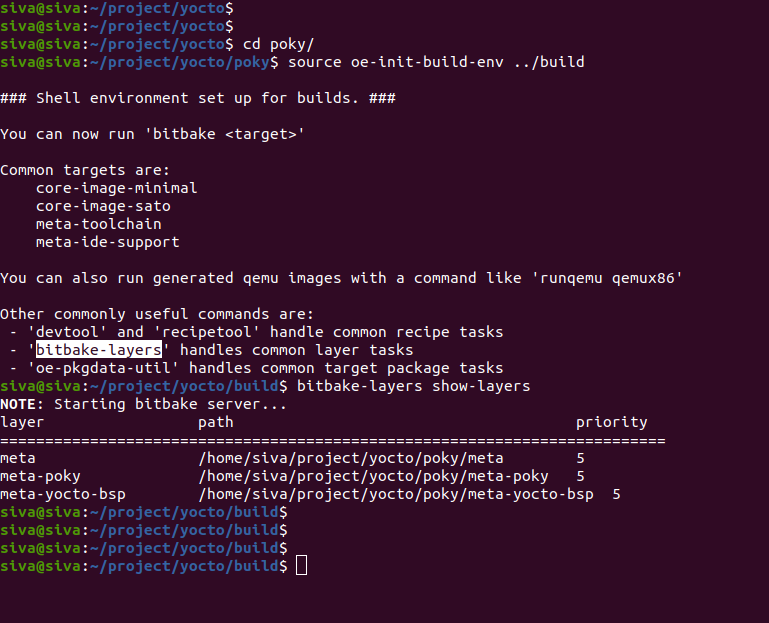 siva@siva:~/project/yocto$
siva@siva:~/project/yocto$
siva@siva:~/project/yocto$ cd poky/
siva@siva:~/project/yocto/poky$ source oe-init-build-env ../build

### Shell environment set up for builds. ###

You can now run 'bitbake <target>'

Common targets are:
    core-image-minimal
    core-image-sato
    meta-toolchain
    meta-ide-support

You can also run generated qemu images with a command like 'runqemu qemux86'

Other commonly useful commands are:
 - 'devtool' and 'recipetool' handle common recipe tasks
 - 'bitbake-layers' handles common layer tasks
 - 'oe-pkgdata-util' handles common target package tasks
siva@siva:~/project/yocto/build$ bitbake-layers show-layers
NOTE: Starting bitbake server...
layer                 path                                      priority
==========================================================================
meta                  /home/siva/project/yocto/poky/meta        5
meta-poky             /home/siva/project/yocto/poky/meta-poky   5
meta-yocto-bsp        /home/siva/project/yocto/poky/meta-yocto-bsp  5
siva@siva:~/project/yocto/build$
siva@siva:~/project/yocto/build$
siva@siva:~/project/yocto/build$
siva@siva:~/project/yocto/build$